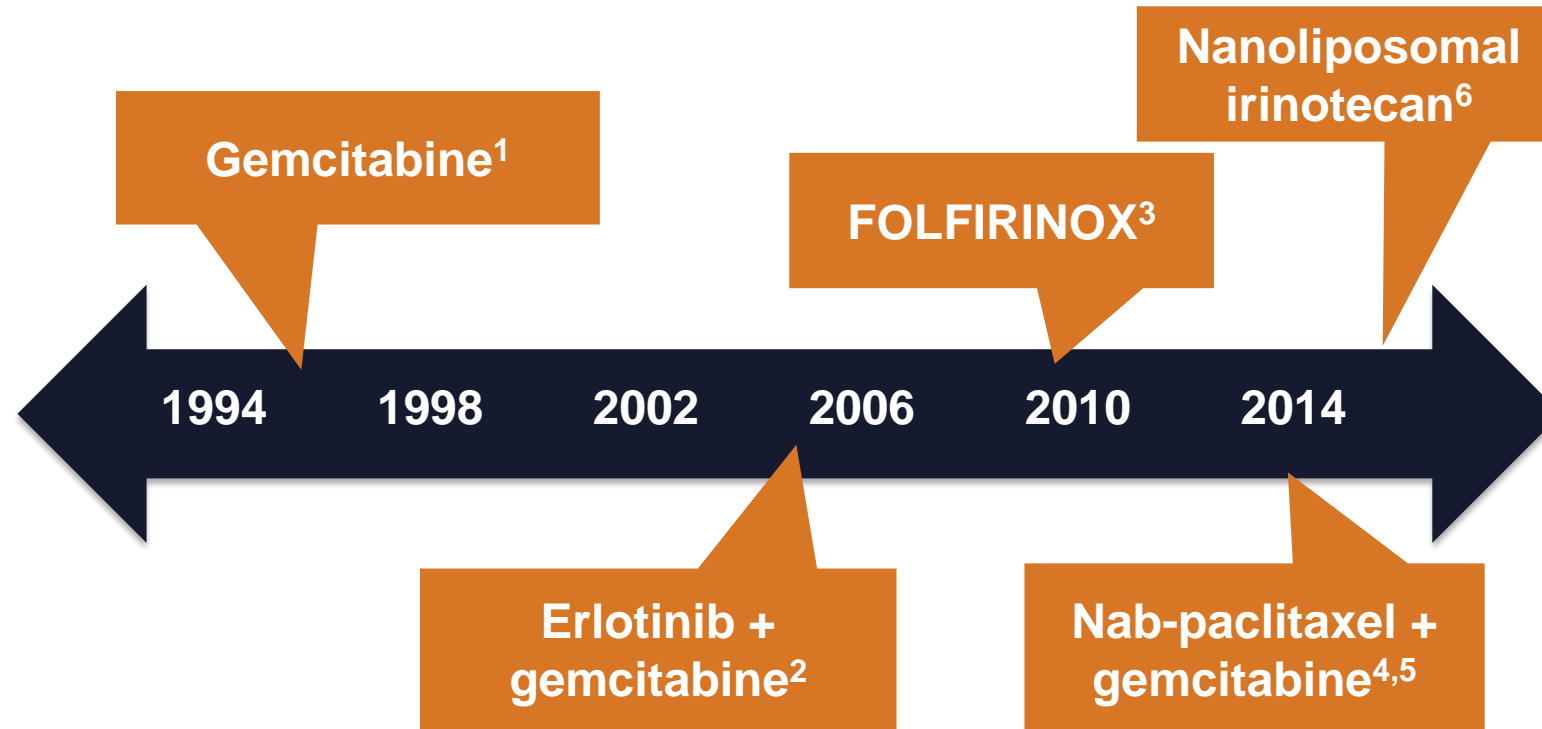 Nanoliposomal
irinotecan⁶
Gemcitabine¹
FOLFIRINOX³
1994 1998 2002 2006 2010 2014
Erlotinib +
gemcitabine²
Nab-paclitaxel +
gemcitabine⁴,⁵